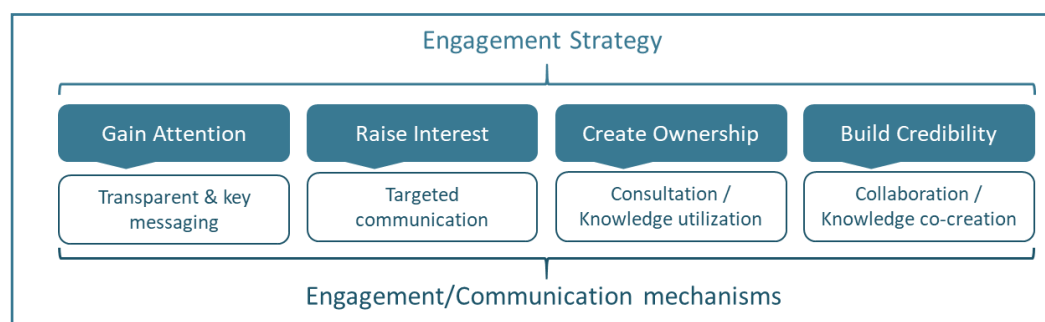 Engagement Strategy
Gain Attention
Raise Interest
Create Ownership
Build Credibility
Transparent & key
messaging
Targeted
communication
Consultation /
Knowledge utilization
Collaboration /
Knowledge co-creation
Engagement/Communication mechanisms